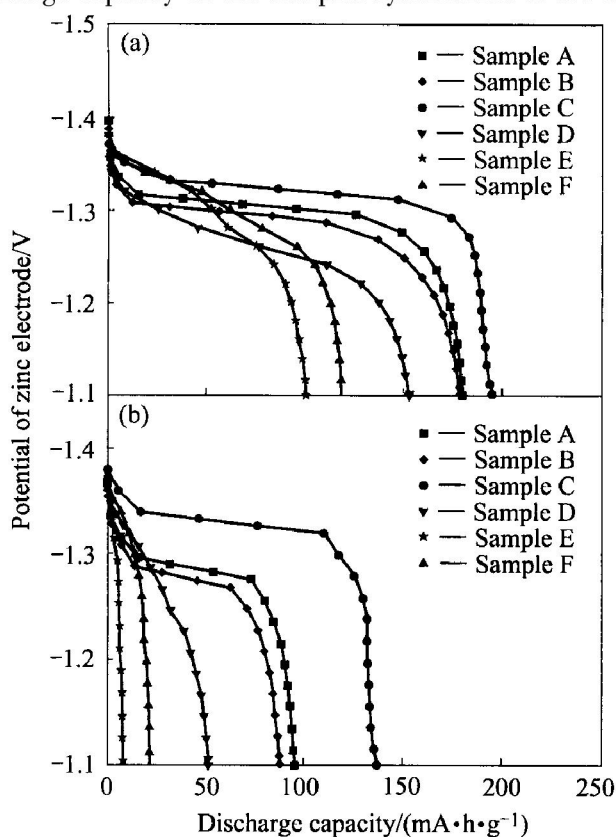 (a)
−1.5
−1.4
−1.3
−1.2
−1.1
Sample A
Sample B
Sample C
Sample D
Sample E
Sample F
(b)
−1.4
−1.3
−1.2
−1.1
Sample A
Sample B
Sample C
Sample D
Sample E
Sample F
0 50 100 150 200 250
Potential of zinc electrode/V
Discharge capacity/(mA·h·g⁻¹)